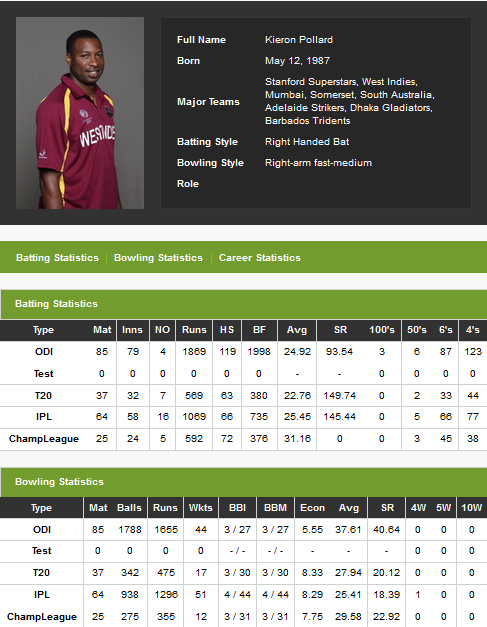 Full Name Kieron Pollard
Born May 12, 1987
Major Teams Stanford Superstars, West Indies,
Mumbai, Somerset, South Australia,
Adelaide Strikers, Dhaka Gladiators,
Barbados Tridents
Batting Style Right Handed Bat
Bowling Style Right-arm fast-medium
Role
WESTINDIE
Batting Statistics | Bowling Statistics | Career Statistics
Batting Statistics
Type Mat Inns NO Runs HS BF Avg SR 100's 50's 6's 4's
ODI 85 79 4 1869 119 1998 24.92 93.54 3 6 87 123
Test 0 0 0 0 0 0 - - 0 0 0 0
T20 37 32 7 569 63 380 22.76 149.74 0 2 33 44
IPL 64 58 16 1069 66 735 25.45 145.44 0 5 66 77
ChampLeague 25 24 5 592 72 376 31.16 0 0 3 45 38
Bowling Statistics
Type Mat Balls Runs Wkts BBI BBM Econ Avg SR 4W 5W 10W
ODI 85 1788 1655 44 3 / 27 3 / 27 5.55 37.61 40.64 0 0 0
Test 0 0 0 0 - / - - / - - - - 0 0 0
T20 37 342 475 17 3 / 30 3 / 30 8.33 27.94 20.12 0 0 0
IPL 64 938 1296 51 4 / 44 4 / 44 8.29 25.41 18.39 1 0 0
ChampLeague 25 275 355 12 3 / 31 3 / 31 7.75 29.58 22.92 0 0 0